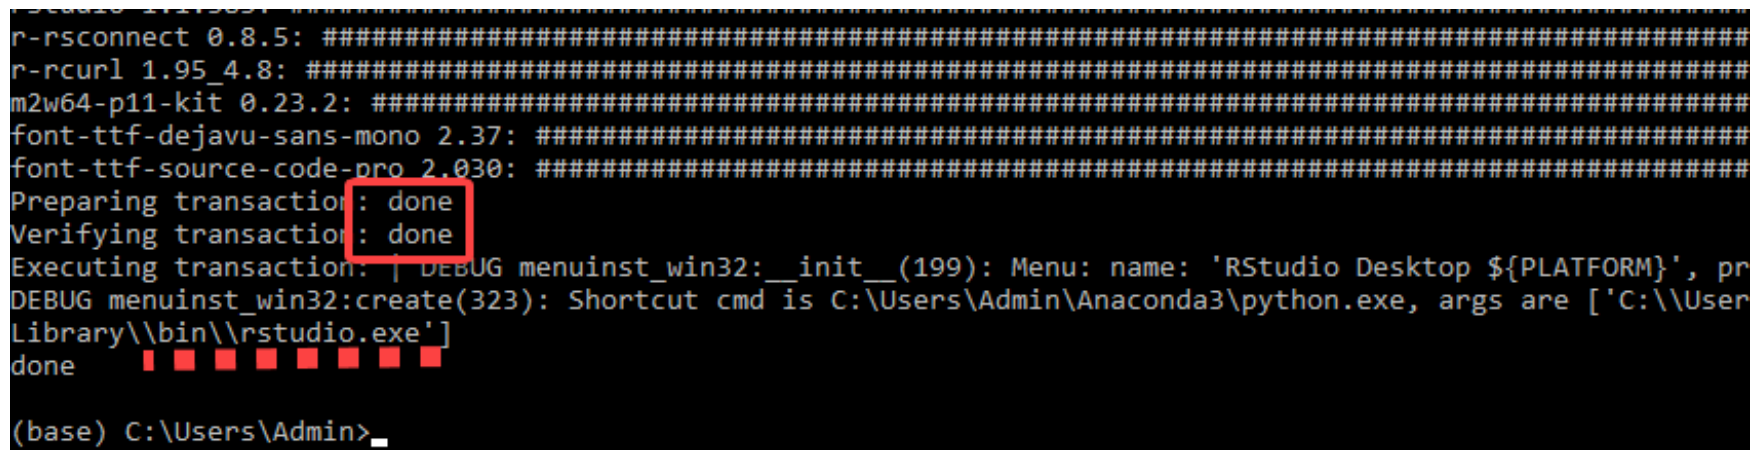 r-rsconnect 0.8.5: #######################################################################################
r-rcurl 1.95_4.8: ########################################################################################
m2w64-p11-kit 0.23.2: ####################################################################################
font-ttf-dejavu-sans-mono 2.37: ##########################################################################
font-ttf-source-code-pro 2.030: ##########################################################################
Preparing transaction: done
Verifying transaction: done
Executing transaction: | DEBUG menuinst_win32:__init__(199): Menu: name: 'RStudio Desktop ${PLATFORM}', pr
DEBUG menuinst_win32:create(323): Shortcut cmd is C:\Users\Admin\Anaconda3\python.exe, args are ['C:\\User
Library\\bin\\rstudio.exe']
done
(base) C:\Users\Admin>